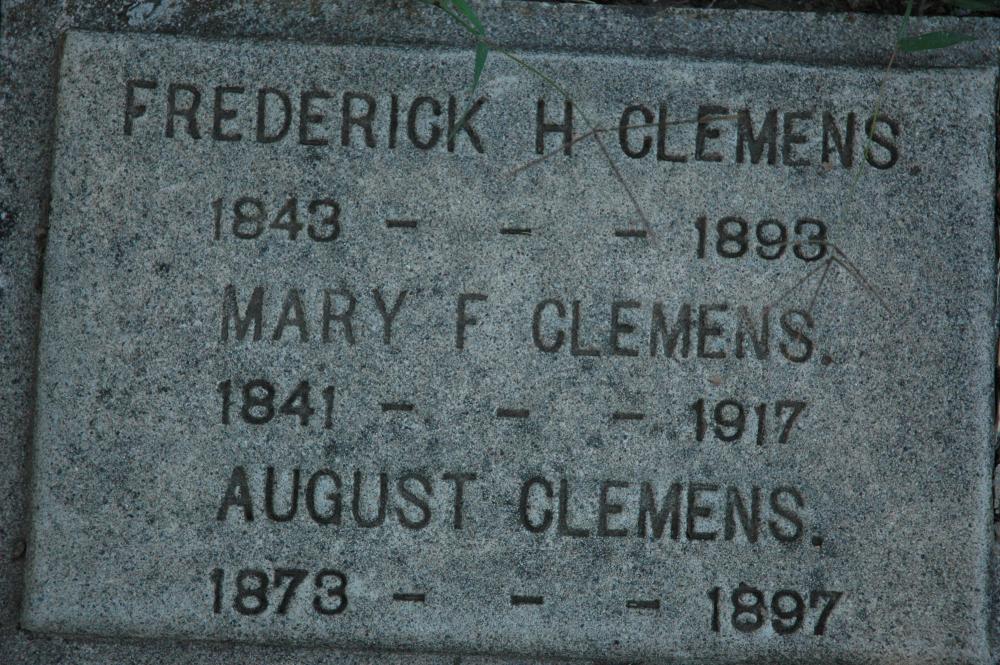 FREDERICK H CLEMENS.
1843 - - - 1893
MARY F CLEMENS.
1841 - - - 1917
AUGUST CLEMENS.
1873 - - - 1897